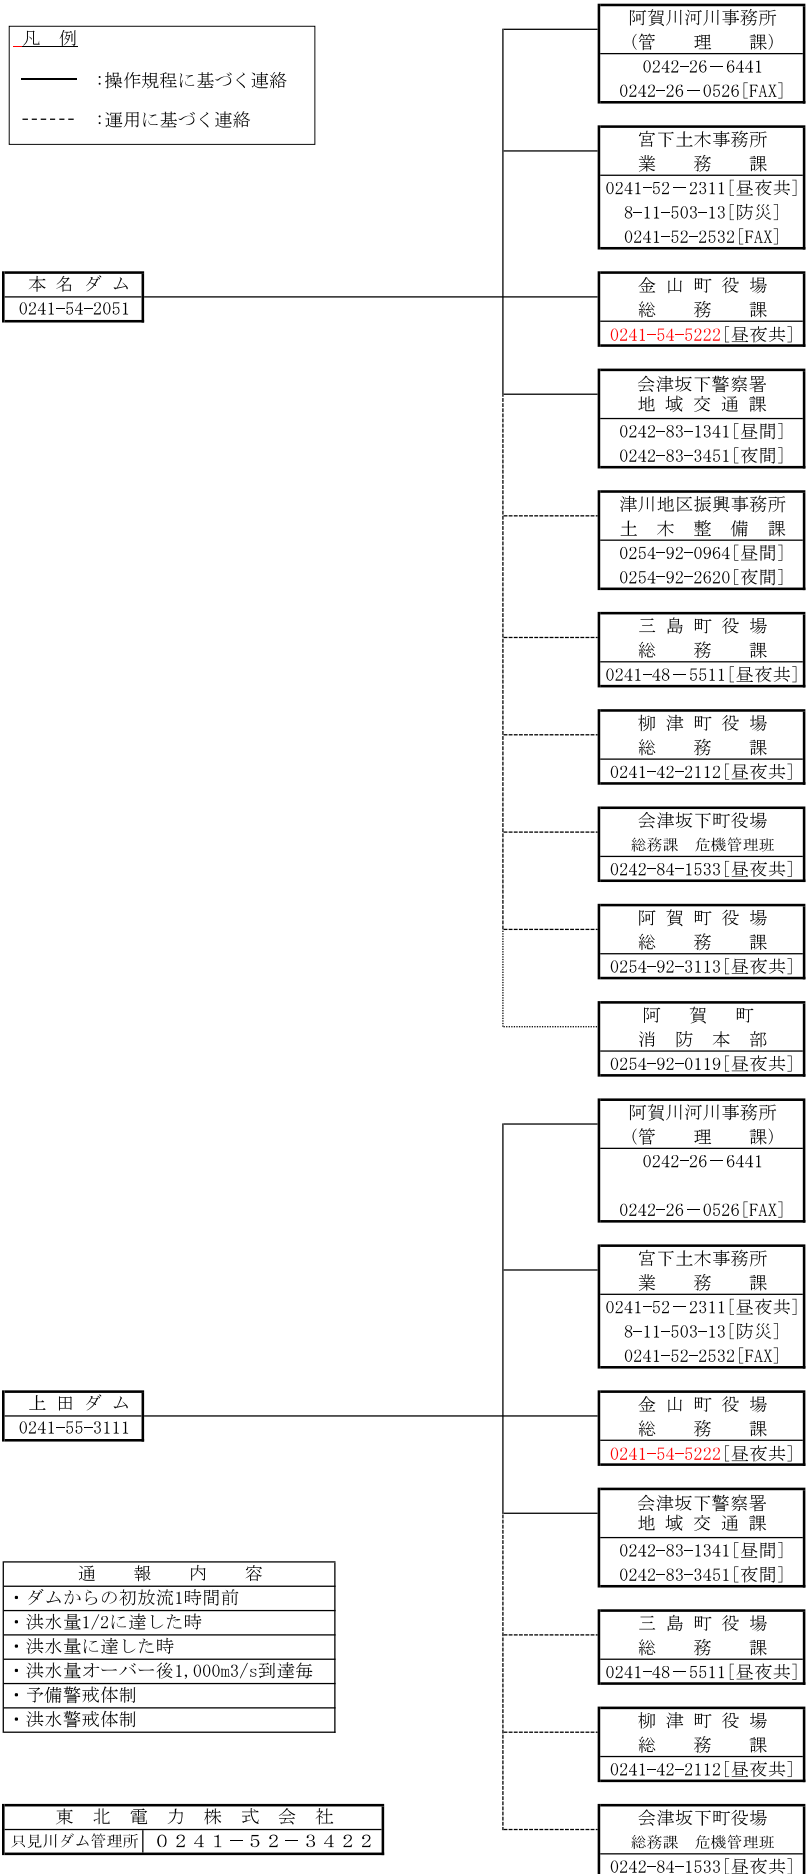 凡　例
：操作規程に基づく連絡
：運用に基づく連絡
阿賀川河川事務所
（管　理　課）
0242-26－6441
0242-26－0526[FAX]
宮下土木事務所
業　務　課
0241-52－2311[昼夜共]
8-11-503-13[防災]
0241-52-2532[FAX]
本 名 ダ ム
0241-54-2051
金 山 町 役 場
総　務　課
0241-54-5222[昼夜共]
会津坂下警察署
地 域 交 通 課
0242-83-1341[昼間]
0242-83-3451[夜間]
津川地区振興事務所
土 木 整 備 課
0254-92-0964[昼間]
0254-92-2620[夜間]
三 島 町 役 場
総　務　課
0241-48－5511[昼夜共]
柳 津 町 役 場
総　務　課
0241-42-2112[昼夜共]
会津坂下町役場
総務課　危機管理班
0242-84-1533[昼夜共]
阿 賀 町 役 場
総　務　課
0254-92-3113[昼夜共]
阿　賀　町
消 防 本 部
0254-92-0119[昼夜共]
阿賀川河川事務所
（管　理　課）
0242-26－6441
0242-26－0526[FAX]
宮下土木事務所
業　務　課
0241-52－2311[昼夜共]
8-11-503-13[防災]
0241-52-2532[FAX]
上 田 ダ ム
0241-55-3111
金 山 町 役 場
総　務　課
0241-54-5222[昼夜共]
会津坂下警察署
地 域 交 通 課
0242-83-1341[昼間]
0242-83-3451[夜間]
通　報　内　容
・ダムからの初放流1時間前
・洪水量1/2に達した時
・洪水量に達した時
・洪水量オーバー後1,000m3/s到達毎
・予備警戒体制
・洪水警戒体制
三 島 町 役 場
総　務　課
0241-48－5511[昼夜共]
柳 津 町 役 場
総　務　課
0241-42-2112[昼夜共]
東 北 電 力 株 式 会 社
只見川ダム管理所 ０２４１－５２－３４２２
会津坂下町役場
総務課　危機管理班
0242-84-1533[昼夜共]